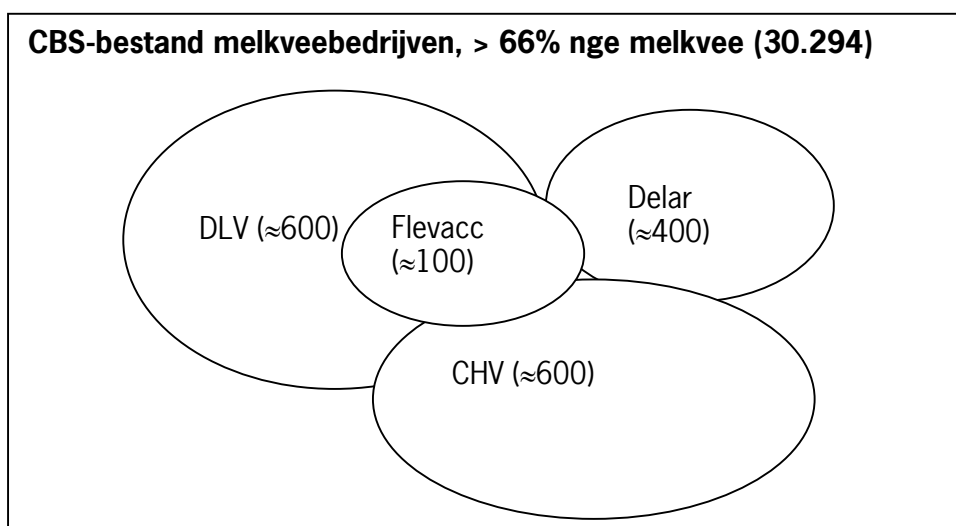 CBS-bestand melkveebedrijven, > 66% nge melkvee (30.294)
DLV (≈600)
Flevacc
(≈100)
Delar
(≈400)
CHV (≈600)